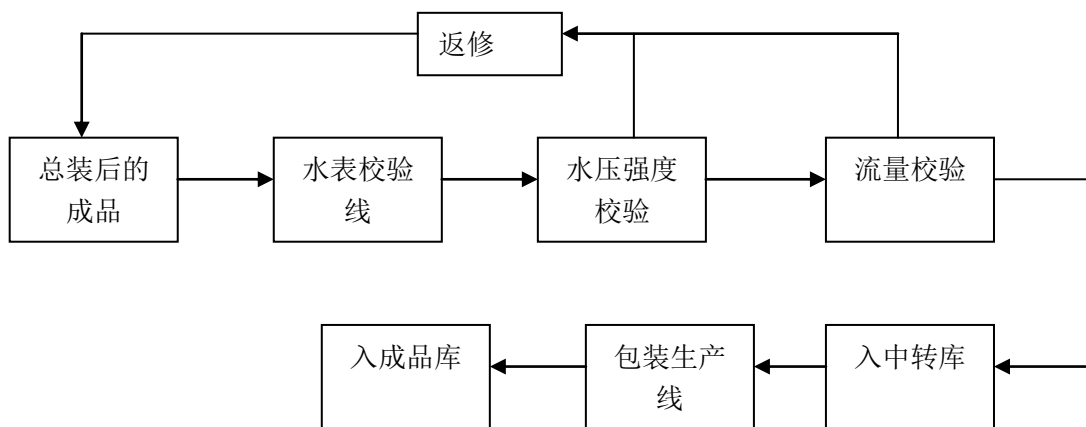 返修
总装后的
成品
水表校验
线
水压强度
校验
流量校验
入成品库
包装生产
线
入中转库